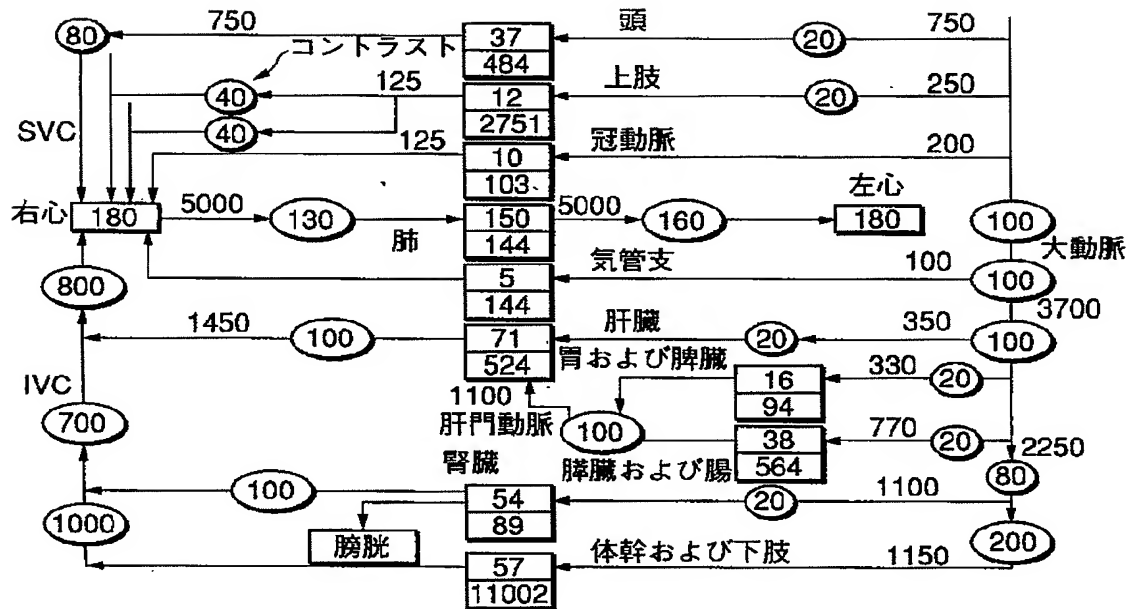 750 頭 750
80 37 20
コントラスト 484
125 上肢 250
40 12 20
40 2751
SVC 125 冠動脈 200
10
103 左心
右心 180 5000 130 150 5000 160 180 100
肺 144 大動脈
気管支 100
5 100
800 144 3700
1450 肝臓 350
100 71 20 100
524 胃および脾臓 330
IVC 1100 16 20
94
700 肝門動脈 100 770
38 20 2250
腎臓 膵臓および腸 564 80
100 54 20 1100
1000 89
膀胱 200
57 体幹および下肢 1150
11002